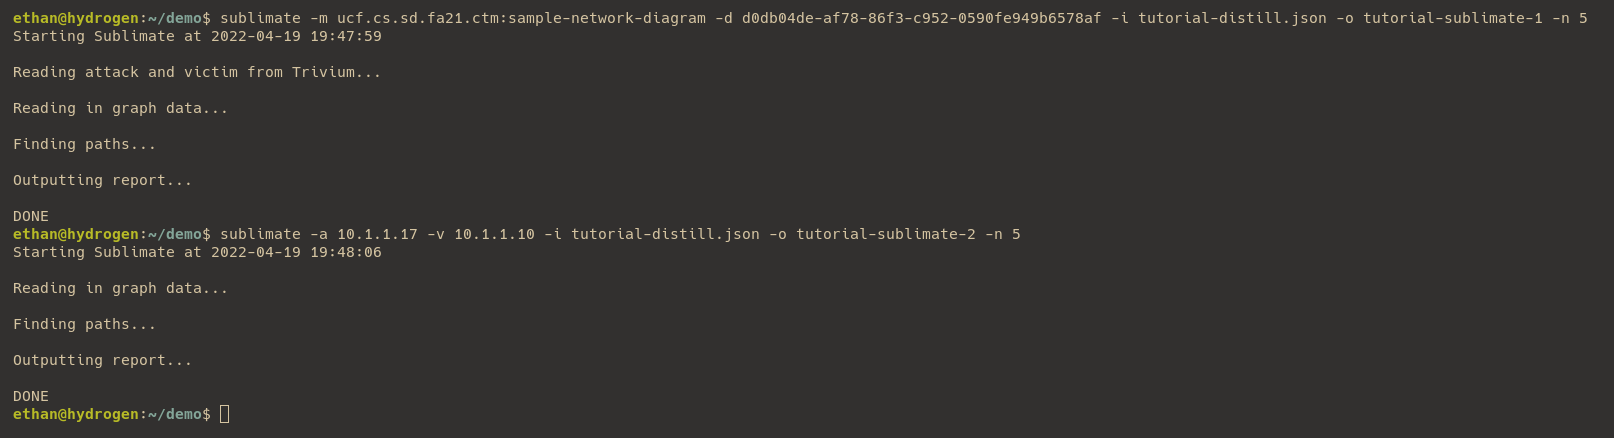 ethan@hydrogen:~/demo$ sublimate -m ucf.cs.sd.fa21.ctm:sample-network-diagram -d d0db04de-af78-86f3-c952-0590fe949b6578af -i tutorial-distill.json -o tutorial-sublimate-1 -n 5
Starting Sublimate at 2022-04-19 19:47:59
Reading attack and victim from Trivium...
Reading in graph data...
Finding paths...
Outputting report...
DONE
ethan@hydrogen:~/demo$ sublimate -a 10.1.1.17 -v 10.1.1.10 -i tutorial-distill.json -o tutorial-sublimate-2 -n 5
Starting Sublimate at 2022-04-19 19:48:06
Reading in graph data...
Finding paths...
Outputting report...
DONE
ethan@hydrogen:~/demo$